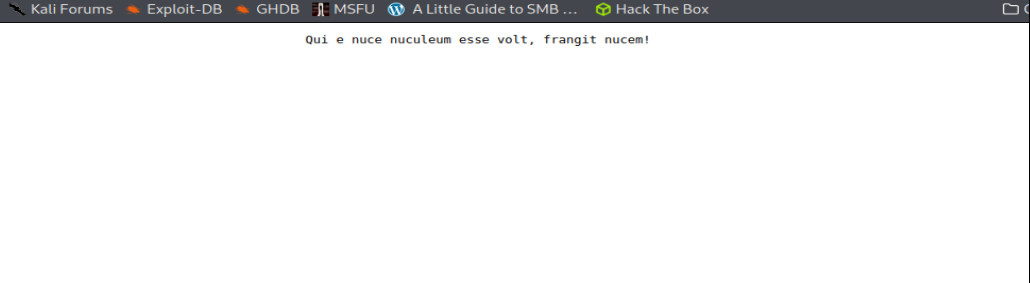 Kali Forums Exploit-DB GHDB MSFU A Little Guide to SMB ... Hack The Box
Qui e nuce nuculeum esse volt, frangit nucem!